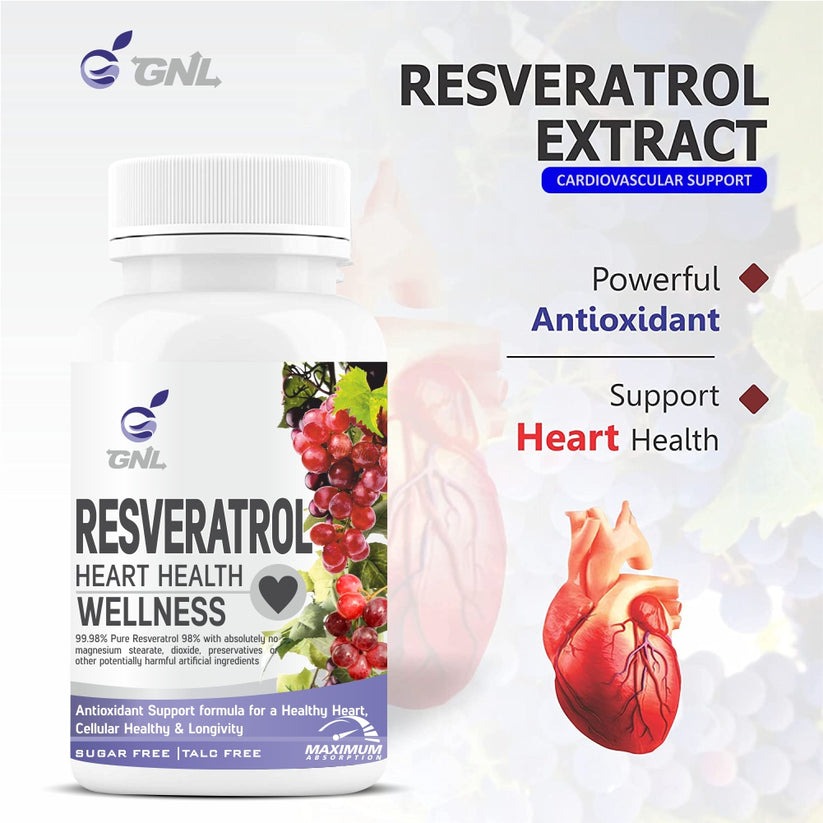 GNL
RESVERATROL
EXTRACT
CARDIOVASCULAR SUPPORT
Powerful
Antioxidant
Support
Heart Health
GNL
RESVERATROL
HEART HEALTH
WELLNESS
99.98% Pure Resveratrol 98% with absolutely no
magnesium stearate, dioxide, preservatives or
other potentially harmful artificial ingredients
Antioxidant Support formula for a Healthy Heart,
Cellular Healthy & Longivity
SUGAR FREE |TALC FREE
MAXIMUM
ABSORPTION